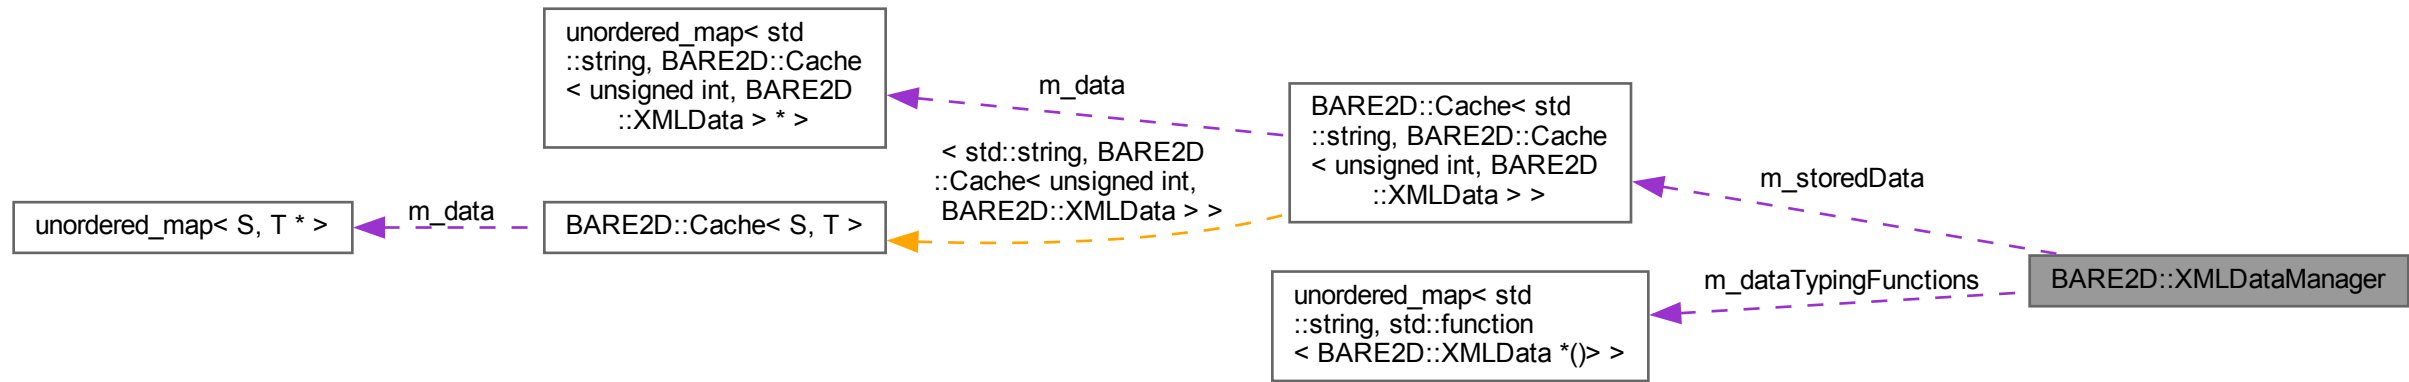 unordered_map< std
::string, BARE2D::Cache
< unsigned int, BARE2D
::XMLData > * >
m_data
BARE2D::Cache< std
::string, BARE2D::Cache
< unsigned int, BARE2D
::XMLData > >
< std::string, BARE2D
::Cache< unsigned int,
BARE2D::XMLData > >
m_storedData
unordered_map< S, T * >
m_data
BARE2D::Cache< S, T >
m_dataTypingFunctions
BARE2D::XMLDataManager
unordered_map< std
::string, std::function
< BARE2D::XMLData *()> >